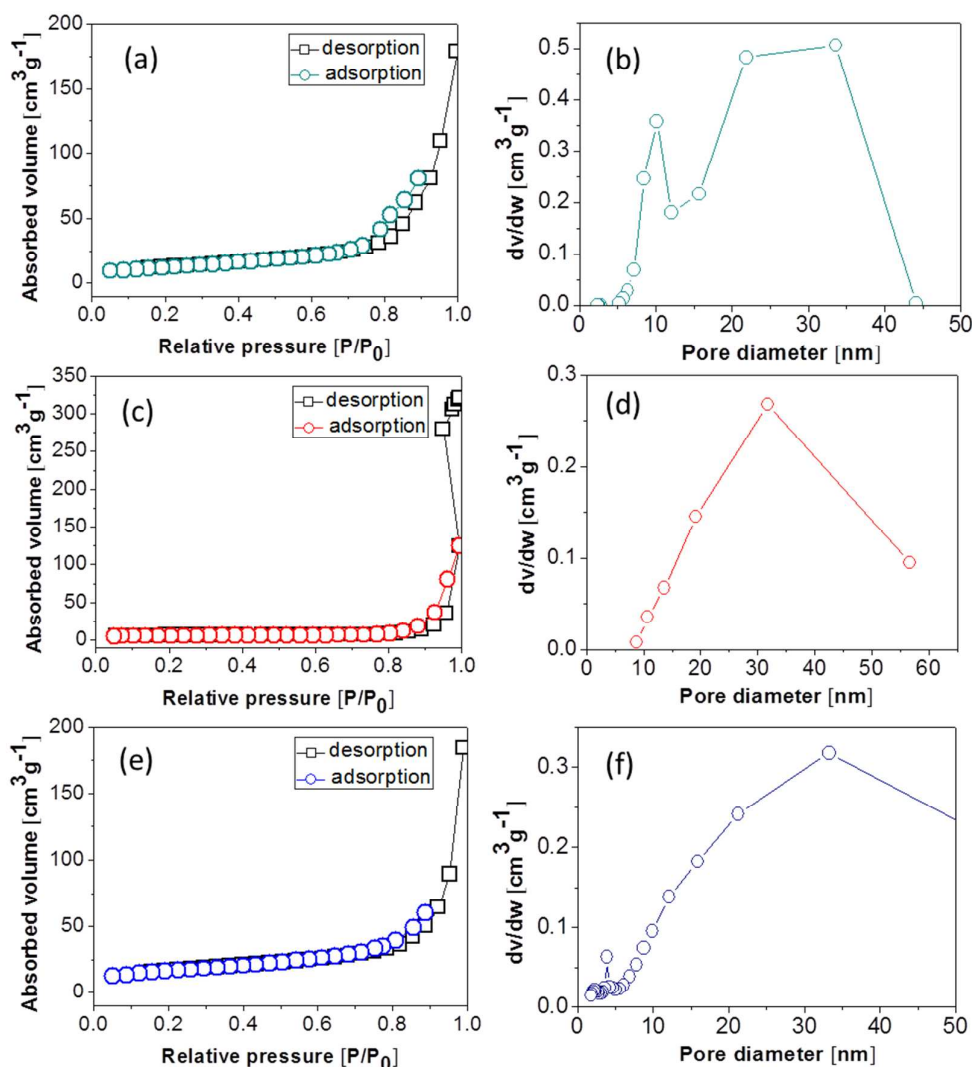 (a)
desorption
adsorption
Absorbed volume [cm³g⁻¹]
200
150
100
50
0
0.0 0.2 0.4 0.6 0.8 1.0
Relative pressure [P/P₀]
(b)
dv/dw [cm³g⁻¹]
0.5
0.4
0.3
0.2
0.1
0.0
0 10 20 30 40 50
Pore diameter [nm]
(c)
desorption
adsorption
Absorbed volume [cm³g⁻¹]
350
300
250
200
150
100
50
0
0.0 0.2 0.4 0.6 0.8 1.0
Relative pressure [P/P₀]
(d)
dv/dw [cm³g⁻¹]
0.3
0.2
0.1
0.0
0 10 20 30 40 50 60
Pore diameter [nm]
(e)
desorption
adsorption
Absorbed volume [cm³g⁻¹]
200
150
100
50
0
0.0 0.2 0.4 0.6 0.8 1.0
Relative pressure [P/P₀]
(f)
dv/dw [cm³g⁻¹]
0.3
0.2
0.1
0.0
0 10 20 30 40 50
Pore diameter [nm]